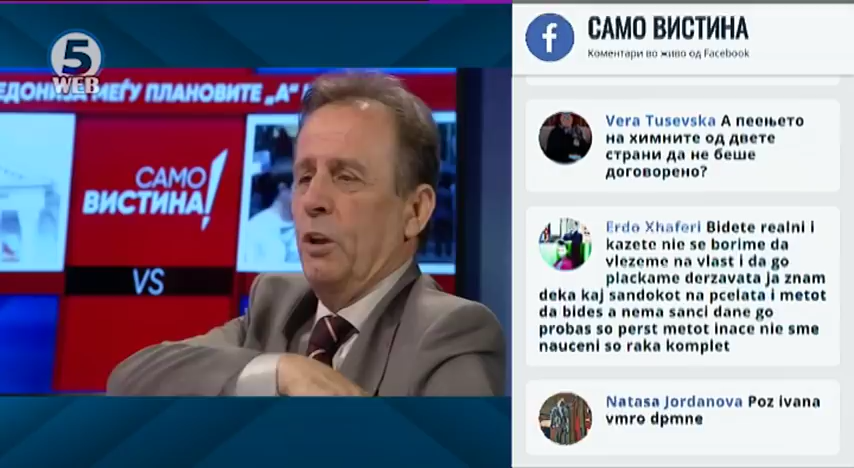 5
WEB
ЕДОНИЈА МЕЃУ ПЛАНОВИТЕ „А“
САМО
ВИСТИНА!
VS
f
САМО ВИСТИНА
Коментари во живо од Facebook
Vera Tusevska А пеењето
на химните од двете
страни да не беше
договорено?
Erdo Xhaferi Bidete realni i
kazete nie se borime da
vlezeme na vlast i da go
plackame derzavata ja znam
deka kaj sandokot na pcelata i metot
da bides a nema sanci dane go
probas so perst metot inace nie sme
nauceni so raka komplet
Natasa Jordanova Poz ivana
vmro dpmne